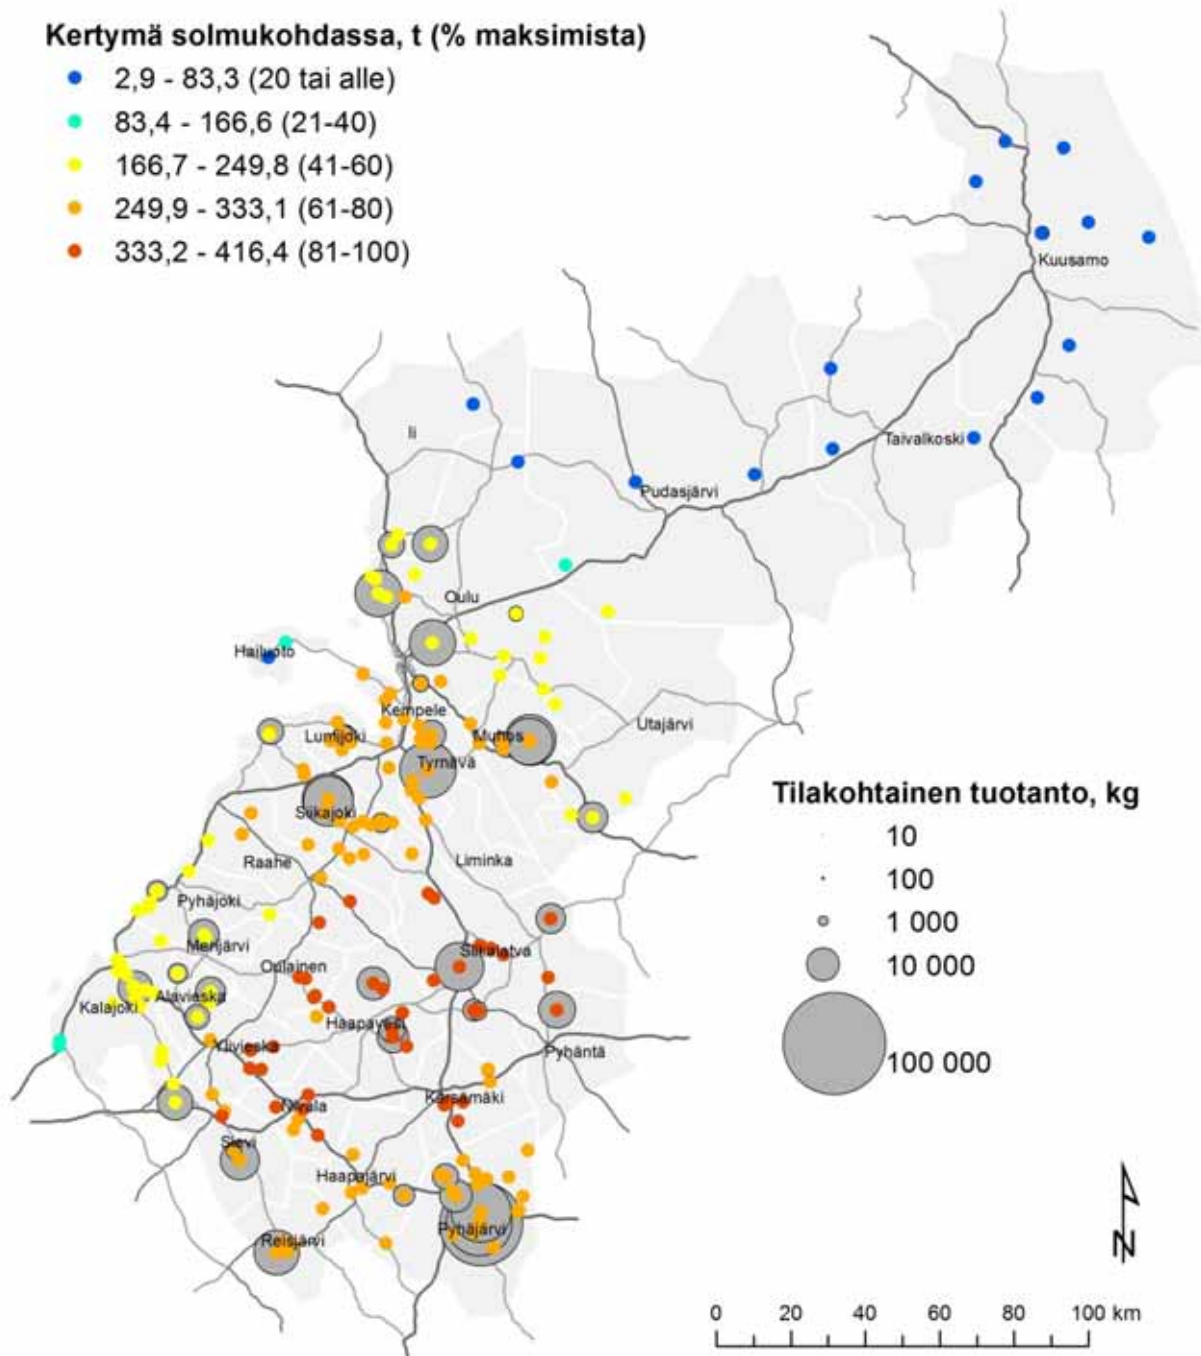 Kertymä solmukohdassa, t (% maksimista)
2,9 - 83,3 (20 tai alle)
83,4 - 166,6 (21-40)
166,7 - 249,8 (41-60)
249,9 - 333,1 (61-80)
333,2 - 416,4 (81-100)
Kuusamo
Ii
Taivalkoski
Pudasjärvi
Oulu
Hailuoto
Kempele
Utajärvi
Lumijoki
Muhos
Tyrnävä
Siikajoki
Raahe
Liminka
Pyhäjoki
Merijärvi
Siikalatva
Oulainen
Alavieska
Kalajoki
Haapavesi
Ylivieska
Pyhäntä
Kärsämäki
Nivala
Sievi
Haapajärvi
Pyhäjärvi
Reisjärvi
Tilakohtainen tuotanto, kg
10
100
1 000
10 000
100 000
N
0 20 40 60 80 100 km